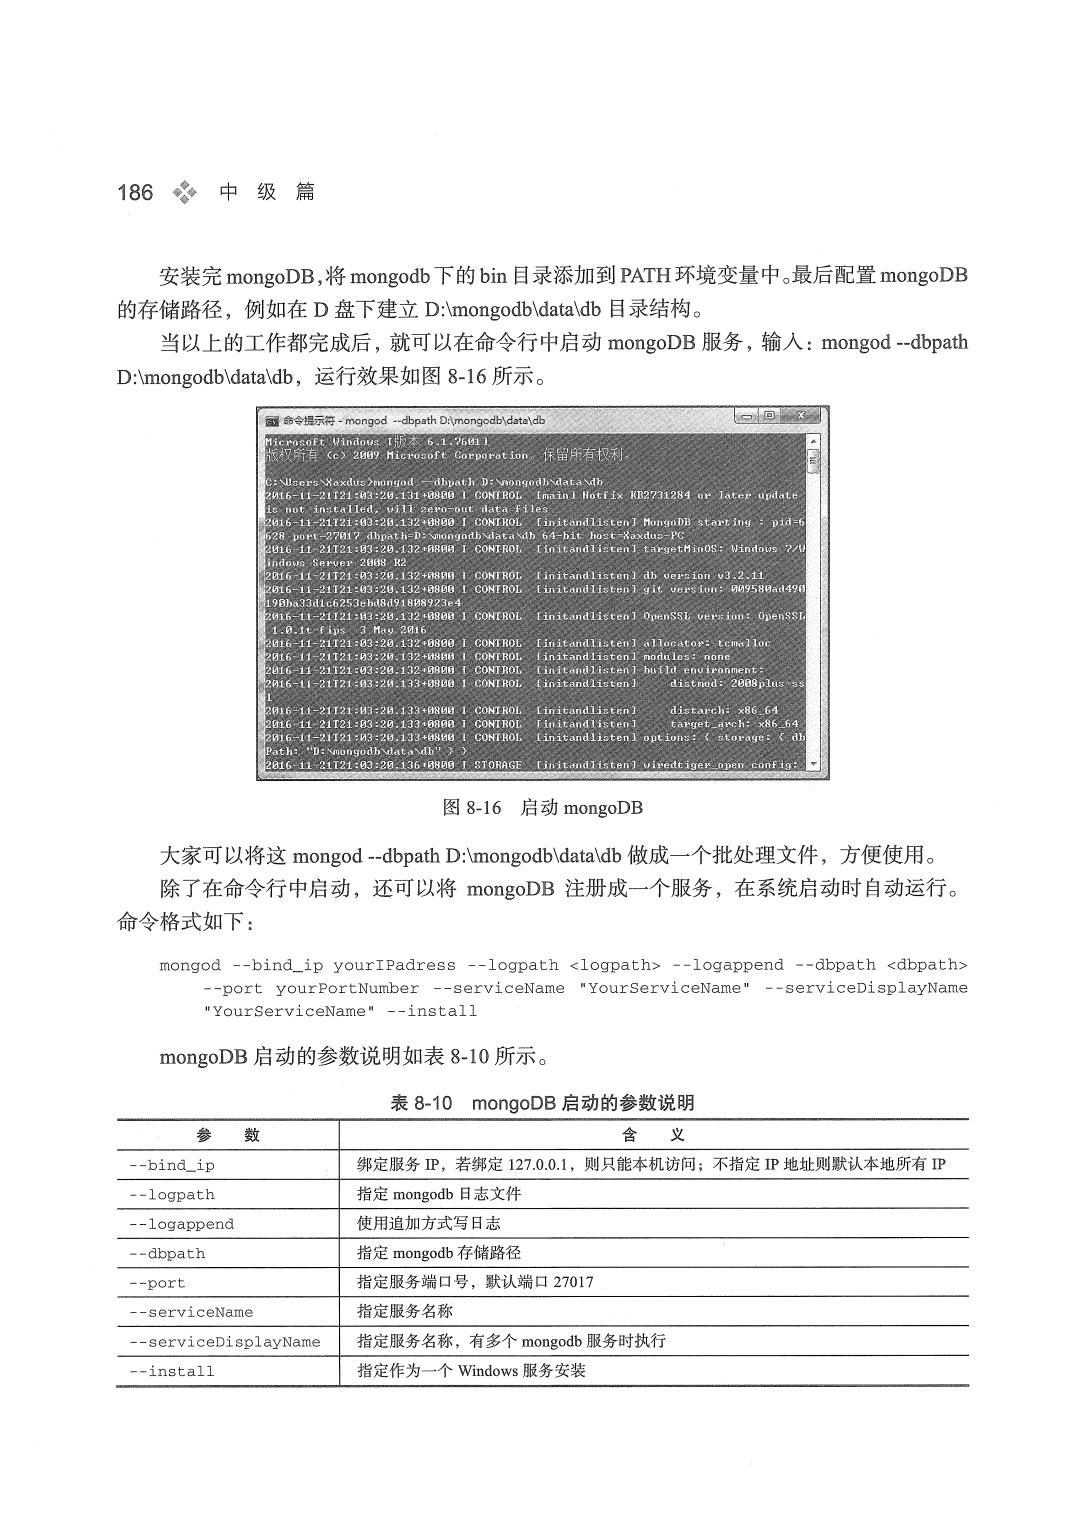 186 中 级 篇
安装完 mongoDB,将 mongodb 下的 bin 目录添加到 PATH 环境变量中。最后配置 mongoDB
的存储路径，例如在 D 盘下建立 D:\mongodb\data\db 目录结构。
当以上的工作都完成后，就可以在命令行中启动 mongoDB 服务，输入：mongod --dbpath
D:\mongodb\data\db，运行效果如图 8-16 所示。
命令提示符 - mongod --dbpath D:\mongodb\data\db
Microsoft Windows [版本 6.1.7601]
版权所有 (c) 2009 Microsoft Corporation。保留所有权利。
C:\Users\Xaxdus>mongod --dbpath D:\mongodb\data\db
2016-11-21T21:03:20.131+0800 I CONTROL  [main] Hotfix KB2731284 or later update
is not installed, will zero-out data files
2016-11-21T21:03:20.132+0800 I CONTROL  [initandlisten] MongoDB starting : pid=6
628 port=27017 dbpath=D:\mongodb\data\db 64-bit host=Xaxdus-PC
2016-11-21T21:03:20.132+0800 I CONTROL  [initandlisten] targetMinOS: Windows 7/W
indows Server 2008 R2
2016-11-21T21:03:20.132+0800 I CONTROL  [initandlisten] db version v3.2.11
2016-11-21T21:03:20.132+0800 I CONTROL  [initandlisten] git version: 009580ad490
190ba33d1c6253ebd8d91808923e4
2016-11-21T21:03:20.132+0800 I CONTROL  [initandlisten] OpenSSL version: OpenSSL
1.0.1t-fips  3 May 2016
2016-11-21T21:03:20.132+0800 I CONTROL  [initandlisten] allocator: tcmalloc
2016-11-21T21:03:20.132+0800 I CONTROL  [initandlisten] modules: none
2016-11-21T21:03:20.132+0800 I CONTROL  [initandlisten] build environment:
2016-11-21T21:03:20.133+0800 I CONTROL  [initandlisten]     distmod: 2008plus-ss
l
2016-11-21T21:03:20.133+0800 I CONTROL  [initandlisten]     distarch: x86_64
2016-11-21T21:03:20.133+0800 I CONTROL  [initandlisten]     target_arch: x86_64
2016-11-21T21:03:20.133+0800 I CONTROL  [initandlisten] options: { storage: { db
Path: "D:\mongodb\data\db" } }
2016-11-21T21:03:20.136+0800 I STORAGE  [initandlisten] wiredtiger_open config:
图 8-16 启动 mongoDB
大家可以将这 mongod --dbpath D:\mongodb\data\db 做成一个批处理文件，方便使用。
除了在命令行中启动，还可以将 mongoDB 注册成一个服务，在系统启动时自动运行。
命令格式如下：
mongod --bind_ip yourIPadress --logpath <logpath> --logappend --dbpath <dbpath>
--port yourPortNumber --serviceName "YourServiceName" --serviceDisplayName
"YourServiceName" --install
mongoDB 启动的参数说明如表 8-10 所示。
表 8-10 mongoDB 启动的参数说明
参 数 含 义
--bind_ip 绑定服务 IP，若绑定 127.0.0.1，则只能本机访问；不指定 IP 地址则默认本地所有 IP
--logpath 指定 mongodb 日志文件
--logappend 使用追加方式写日志
--dbpath 指定 mongodb 存储路径
--port 指定服务端口号，默认端口 27017
--serviceName 指定服务名称
--serviceDisplayName 指定服务名称，有多个 mongodb 服务时执行
--install 指定作为一个 Windows 服务安装